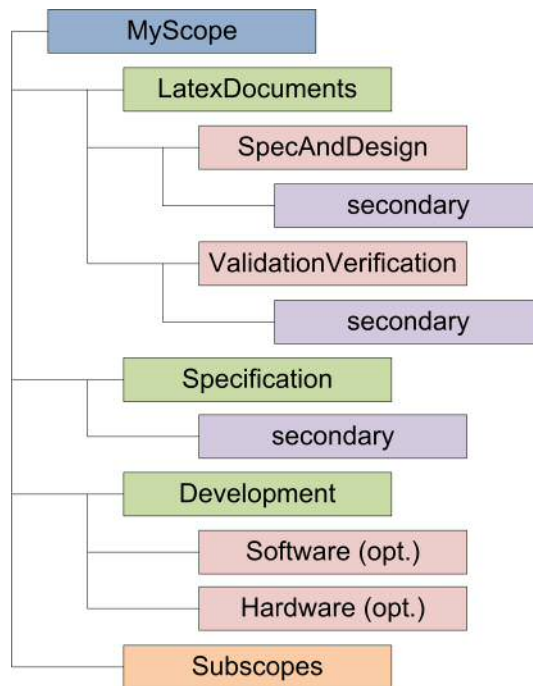 MyScope
LatexDocuments
SpecAndDesign
secondary
ValidationVerification
secondary
Specification
secondary
Development
Software (opt.)
Hardware (opt.)
Subscopes